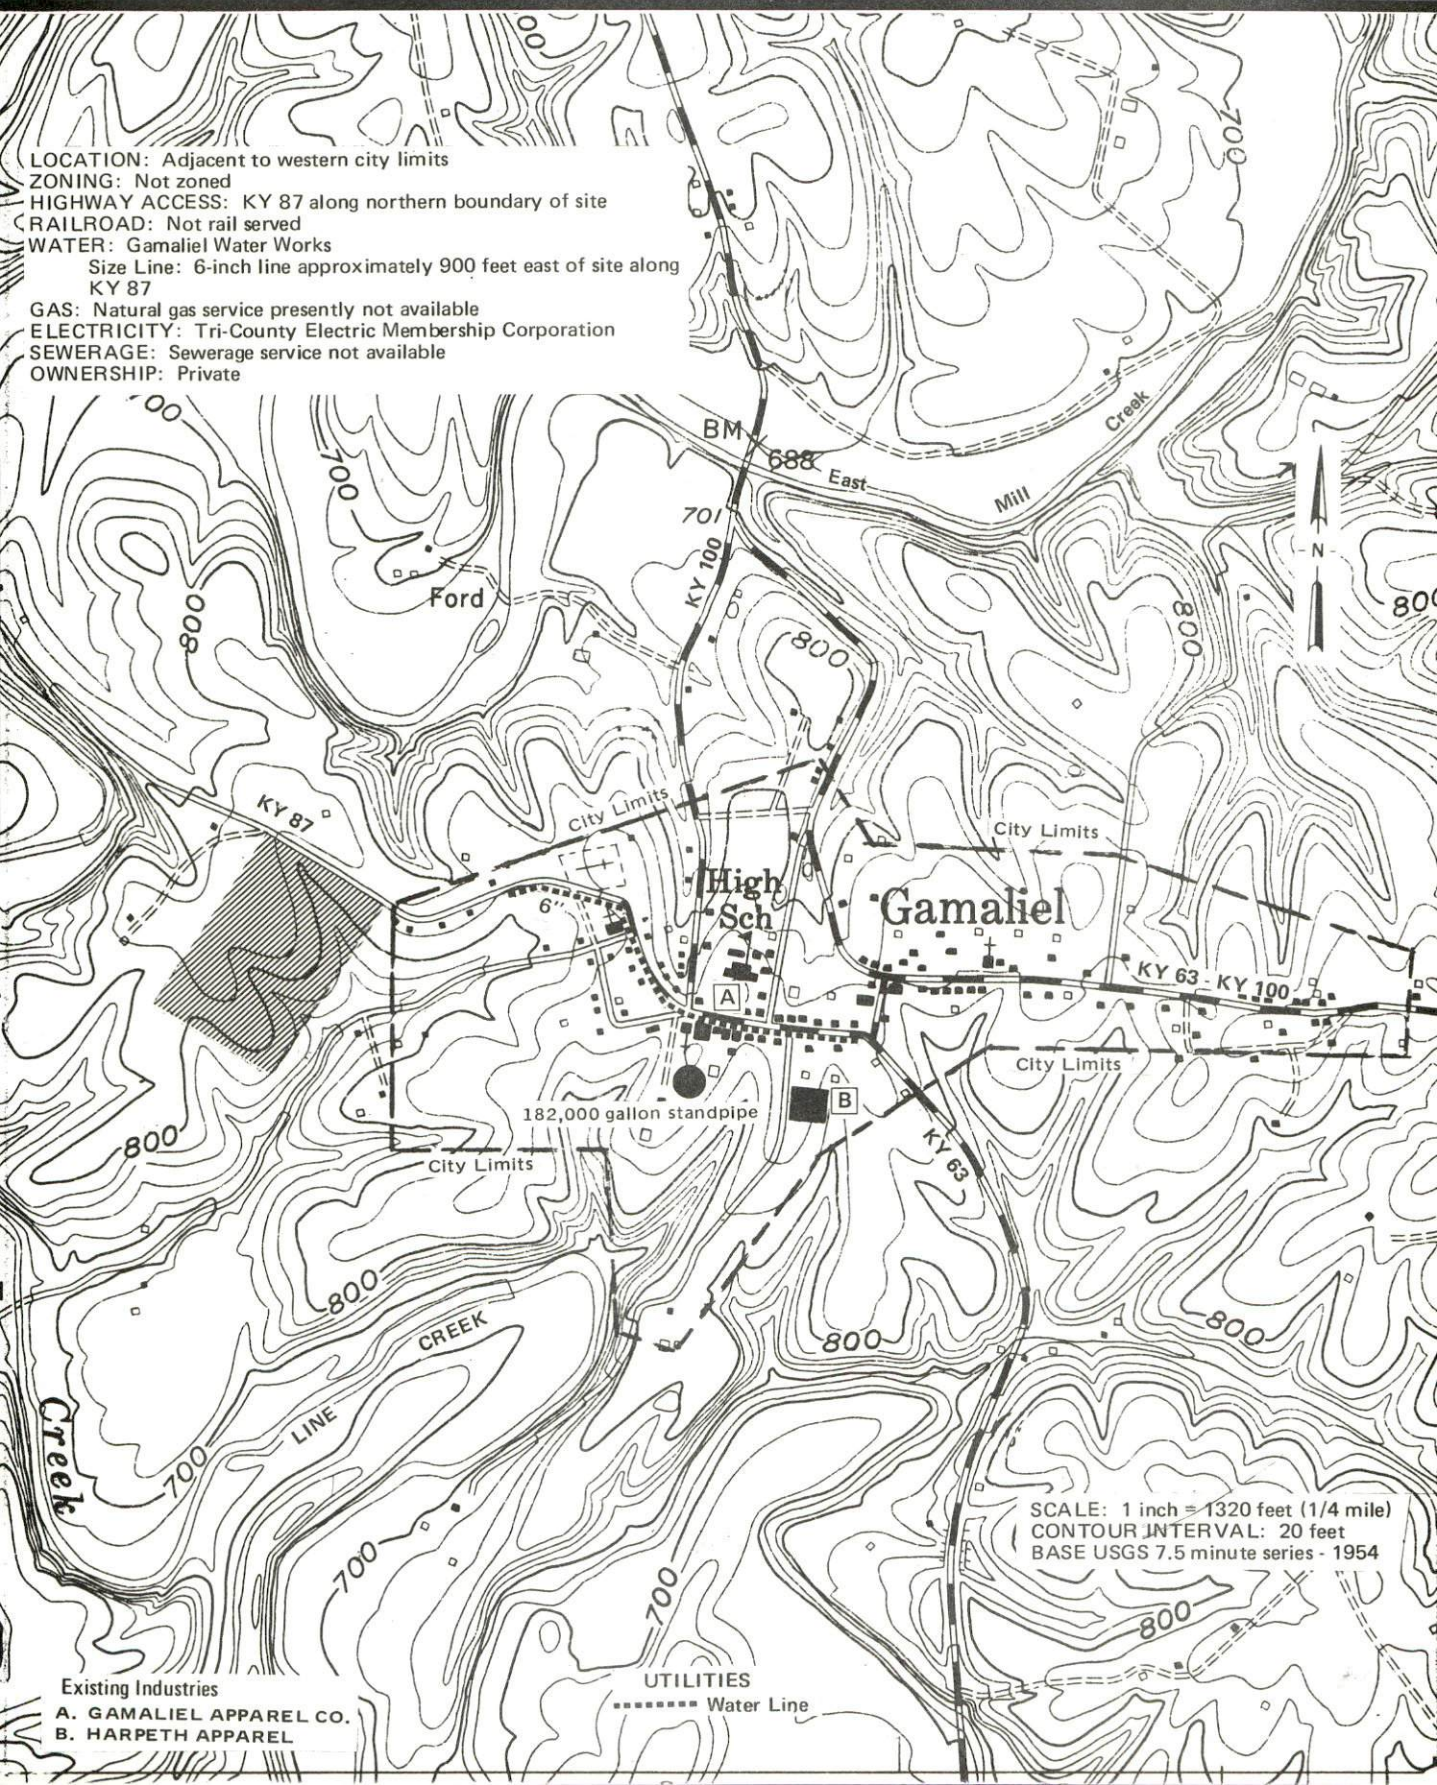 00
700
LOCATION: Adjacent to western city limits
ZONING: Not zoned
HIGHWAY ACCESS: KY 87 along northern boundary of site
RAILROAD: Not rail served
WATER: Gamaliel Water Works
Size Line: 6-inch line approximately 900 feet east of site along
KY 87
GAS: Natural gas service presently not available
ELECTRICITY: Tri-County Electric Membership Corporation
SEWERAGE: Sewerage service not available
OWNERSHIP: Private
00
700
BM
688
East
Mill
Creek
701
KY 100
N
Ford
800
800
800
800
KY 87
City Limits
City Limits
High
Sch
Gamaliel
6"
KY 63 - KY 100
A
City Limits
B
182,000 gallon standpipe
800
City Limits
KY 63
800
CREEK
LINE
800
800
Creek
700
700
700
SCALE: 1 inch = 1320 feet (1/4 mile)
CONTOUR INTERVAL: 20 feet
BASE USGS 7.5 minute series - 1954
800
Existing Industries
A. GAMALIEL APPAREL CO.
B. HARPETH APPAREL
UTILITIES
Water Line